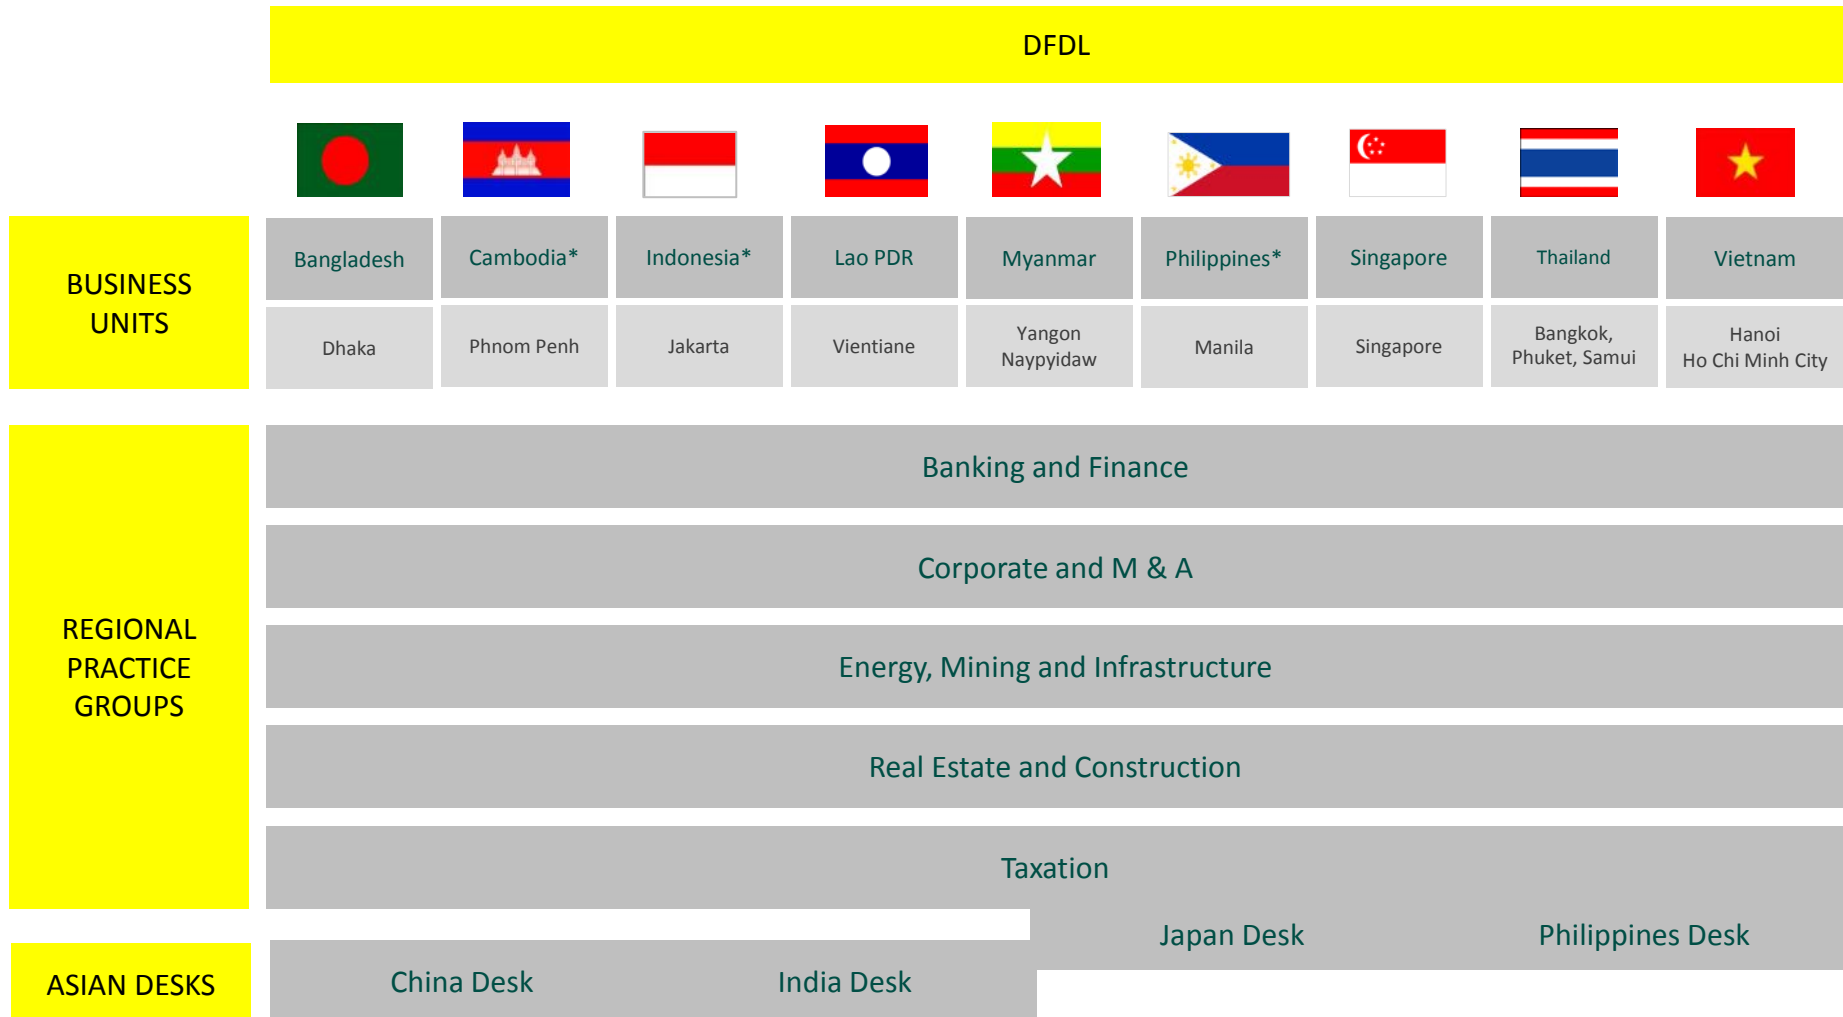 DFDL
BUSINESS
UNITS
Bangladesh
Cambodia*
Indonesia*
Lao PDR
Myanmar
Philippines*
Singapore
Thailand
Vietnam
Dhaka
Phnom Penh
Jakarta
Vientiane
Yangon
Naypyidaw
Manila
Singapore
Bangkok,
Phuket, Samui
Hanoi
Ho Chi Minh City
REGIONAL
PRACTICE
GROUPS
Banking and Finance
Corporate and M & A
Energy, Mining and Infrastructure
Real Estate and Construction
Taxation
ASIAN DESKS
China Desk
India Desk
Japan Desk
Philippines Desk